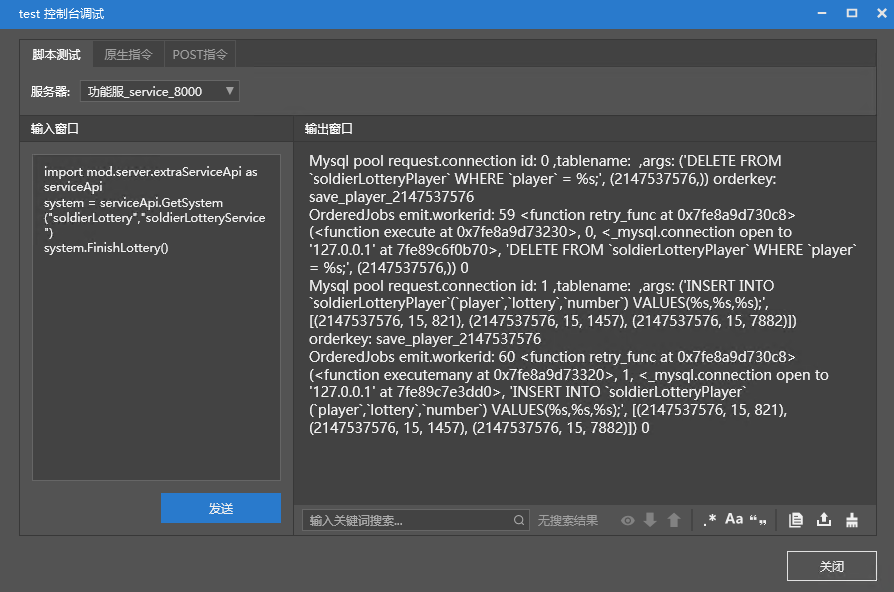 test 控制台调试
脚本测试
原生指令
POST指令
服务器:
功能服_service_8000
输入窗口
输出窗口
import mod.server.extraServiceApi as
serviceApi
system = serviceApi.GetSystem
("soldierLottery","soldierLotteryService
")
system.FinishLottery()
Mysql pool request.connection id: 0 ,tablename:  ,args: ('DELETE FROM
`soldierLotteryPlayer` WHERE `player` = %s;', (2147537576,)) orderkey:
save_player_2147537576
OrderedJobs emit.workerid: 59 <function retry_func at 0x7fe8a9d730c8>
(<function execute at 0x7fe8a9d73230>, 0, <_mysql.connection open to
'127.0.0.1' at 7fe89c6f0b70>, 'DELETE FROM `soldierLotteryPlayer` WHERE `player`
= %s;', (2147537576,)) 0
Mysql pool request.connection id: 1 ,tablename:  ,args: ('INSERT INTO
`soldierLotteryPlayer`(`player`,`lottery`,`number`) VALUES(%s,%s,%s);',
[(2147537576, 15, 821), (2147537576, 15, 1457), (2147537576, 15, 7882)])
orderkey: save_player_2147537576
OrderedJobs emit.workerid: 60 <function retry_func at 0x7fe8a9d730c8>
(<function executemany at 0x7fe8a9d73320>, 1, <_mysql.connection open to
'127.0.0.1' at 7fe89c7e3dd0>, 'INSERT INTO `soldierLotteryPlayer`
(`player`,`lottery`,`number`) VALUES(%s,%s,%s);', [(2147537576, 15, 821),
(2147537576, 15, 1457), (2147537576, 15, 7882)]) 0
发送
输入关键词搜索...
无搜索结果
.* Aa “„
关闭